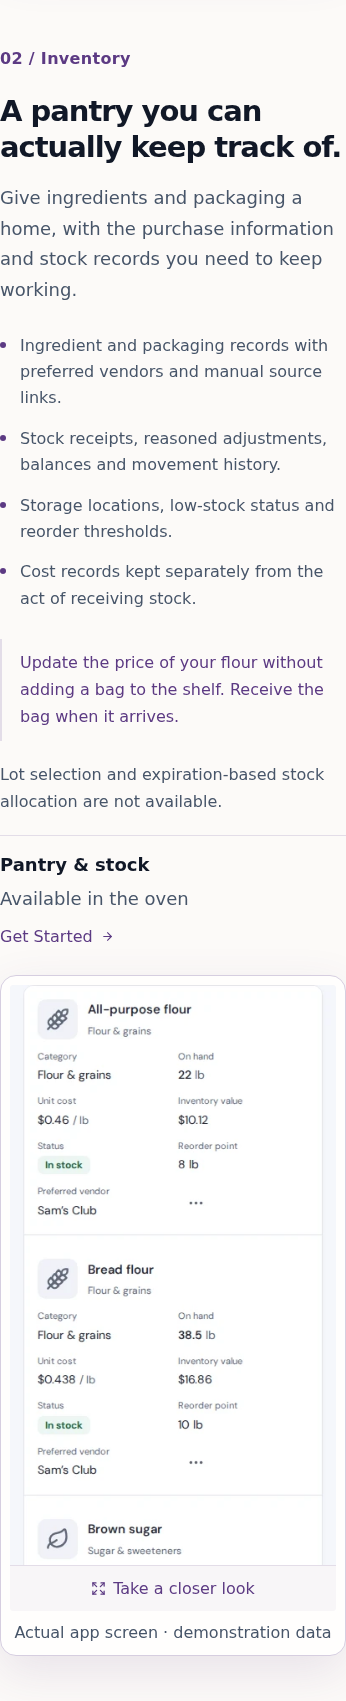 02 / Inventory
A pantry you can
actually keep track of.
Give ingredients and packaging a
home, with the purchase information
and stock records you need to keep
working.
Ingredient and packaging records with
preferred vendors and manual source
links.
Stock receipts, reasoned adjustments,
balances and movement history.
Storage locations, low-stock status and
reorder thresholds.
Cost records kept separately from the
act of receiving stock.
Update the price of your flour without
adding a bag to the shelf. Receive the
bag when it arrives.
Lot selection and expiration-based stock
allocation are not available.
Pantry & stock
Available in the oven
Get Started →
All-purpose flour
Flour & grains
Category On hand
Flour & grains 22 lb
Unit cost Inventory value
$0.46 / lb $10.12
Status Reorder point
In stock 8 lb
Preferred vendor
Sam's Club ...
Bread flour
Flour & grains
Category On hand
Flour & grains 38.5 lb
Unit cost Inventory value
$0.438 / lb $16.86
Status Reorder point
In stock 10 lb
Preferred vendor
Sam's Club ...
Brown sugar
Sugar & sweeteners
Take a closer look
Actual app screen · demonstration data